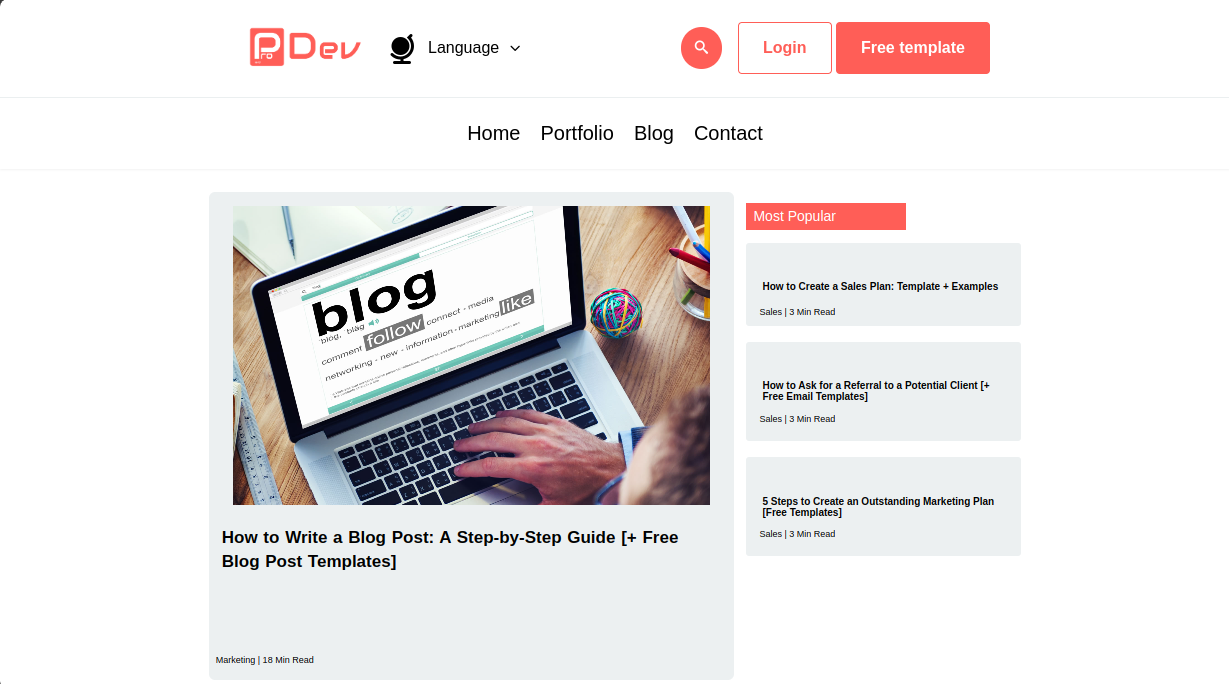 Pro Dev
Language
Login
Free template
Home Portfolio Blog Contact
blog
blog, blag
follow connect - media
like
comment
networking - new - information - marketing
How to Write a Blog Post: A Step-by-Step Guide [+ Free
Blog Post Templates]
Marketing | 18 Min Read
Most Popular
How to Create a Sales Plan: Template + Examples
Sales | 3 Min Read
How to Ask for a Referral to a Potential Client [+
Free Email Templates]
Sales | 3 Min Read
5 Steps to Create an Outstanding Marketing Plan
[Free Templates]
Sales | 3 Min Read